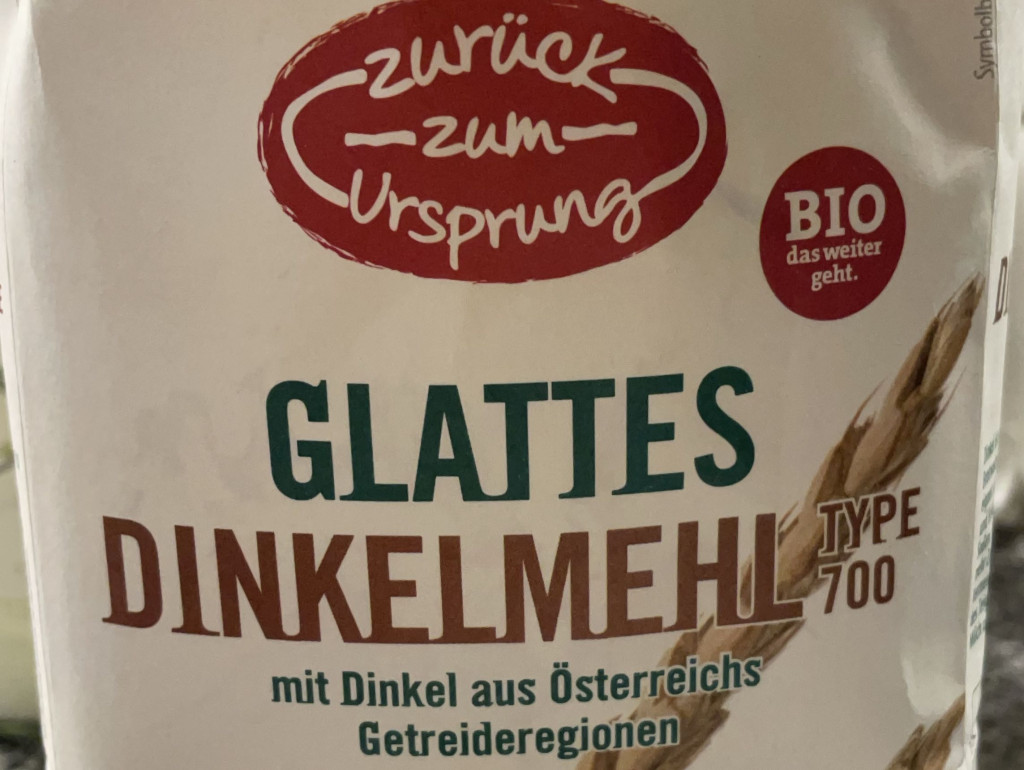 zurück
zum
Ursprung
BIO
das weiter
geht.
GLATTES
DINKELMEHL
TYPE
700
mit Dinkel aus Österreichs
Getreideregionen